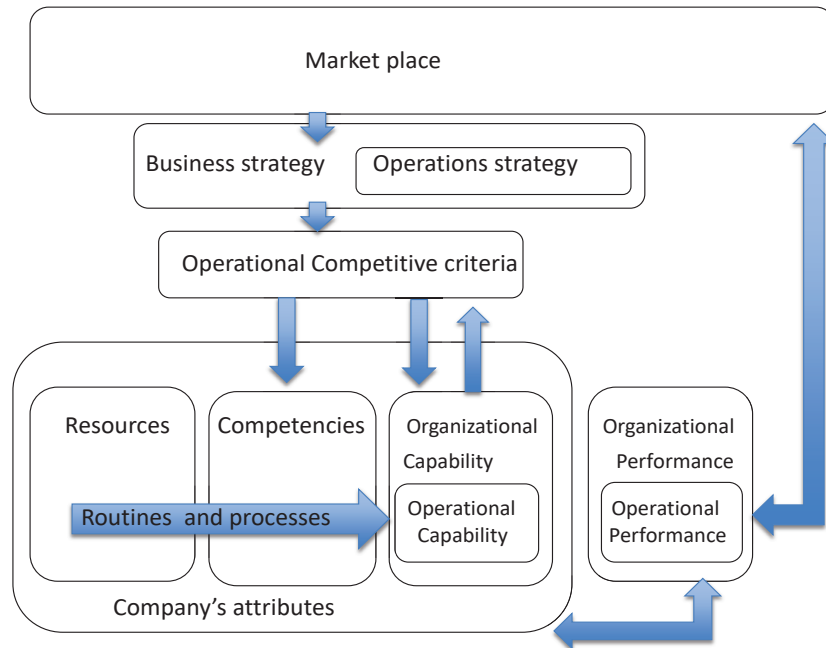 Market place
Business strategy
Operations strategy
Operational Competitive criteria
Resources
Competencies
Organizational
Capability
Operational
Capability
Routines and processes
Company's attributes
Organizational
Performance
Operational
Performance